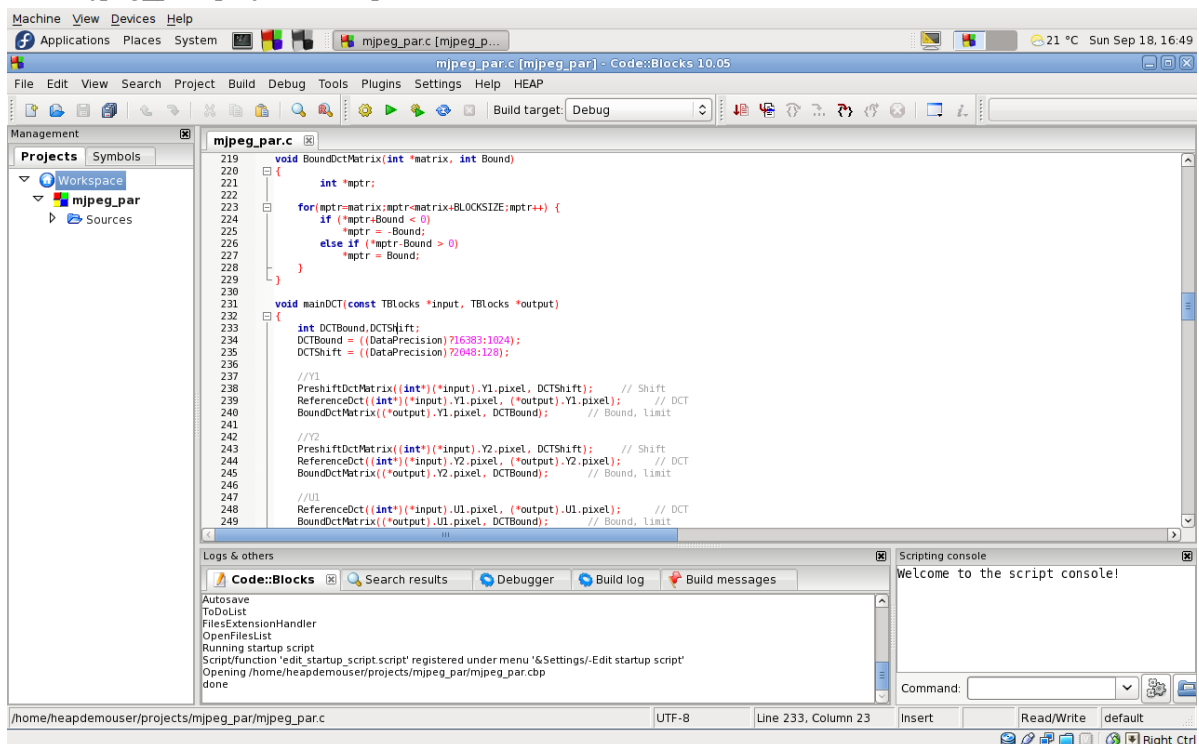 Machine View Devices Help
Applications Places System mjpeg_par.c [mjpeg_p... 21 °C Sun Sep 18, 16:49
mjpeg_par.c [mjpeg_par] - Code::Blocks 10.05
File Edit View Search Project Build Debug Tools Plugins Settings Help HEAP
Build target: Debug
Management
Projects Symbols
Workspace
mjpeg_par
Sources
mjpeg_par.c
219 void BoundDctMatrix(int *matrix, int Bound)
220 {
221 int *mptr;
222
223 for(mptr=matrix;mptr<matrix+BLOCKSIZE;mptr++) {
224 if (*mptr+Bound < 0)
225 *mptr = -Bound;
226 else if (*mptr-Bound > 0)
227 *mptr = Bound;
228 }
229 }
230
231 void mainDCT(const TBlocks *input, TBlocks *output)
232 {
233 int DCTBound,DCTShift;
234 DCTBound = ((DataPrecision)?16383:1024);
235 DCTShift = ((DataPrecision)?2048:128);
236
237 //Y1
238 PreshiftDctMatrix((int*)(*input).Y1.pixel, DCTShift); // Shift
239 ReferenceDct((int*)(*input).Y1.pixel, (*output).Y1.pixel); // DCT
240 BoundDctMatrix((*output).Y1.pixel, DCTBound); // Bound, limit
241
242 //Y2
243 PreshiftDctMatrix((int*)(*input).Y2.pixel, DCTShift); // Shift
244 ReferenceDct((int*)(*input).Y2.pixel, (*output).Y2.pixel); // DCT
245 BoundDctMatrix((*output).Y2.pixel, DCTBound); // Bound, limit
246
247 //U1
248 ReferenceDct((int*)(*input).U1.pixel, (*output).U1.pixel); // DCT
249 BoundDctMatrix((*output).U1.pixel, DCTBound); // Bound, limit
Logs & others
Code::Blocks Search results Debugger Build log Build messages
Autosave
ToDoList
FilesExtensionHandler
OpenFilesList
Running startup script
Script/function 'edit_startup_script.script' registered under menu '&Settings/-Edit startup script'
Opening /home/heapdemouser/projects/mjpeg_par/mjpeg_par.cbp
done
Scripting console
Welcome to the script console!
Command:
/home/heapdemouser/projects/mjpeg_par/mjpeg_par.c UTF-8 Line 233, Column 23 Insert Read/Write default
Right Ctrl